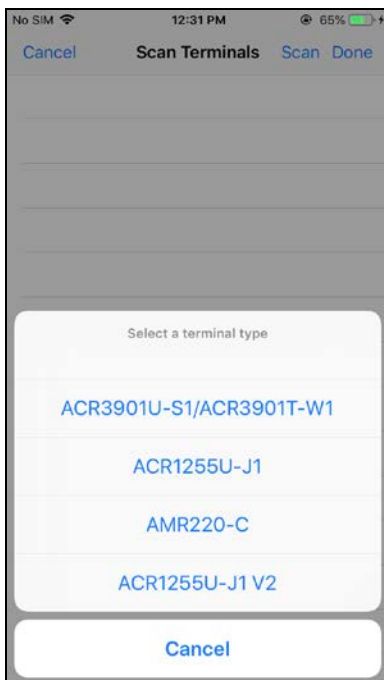 No SIM 12:31 PM 65%
Cancel Scan Terminals Scan Done
Select a terminal type
ACR3901U-S1/ACR3901T-W1
ACR1255U-J1
AMR220-C
ACR1255U-J1 V2
Cancel